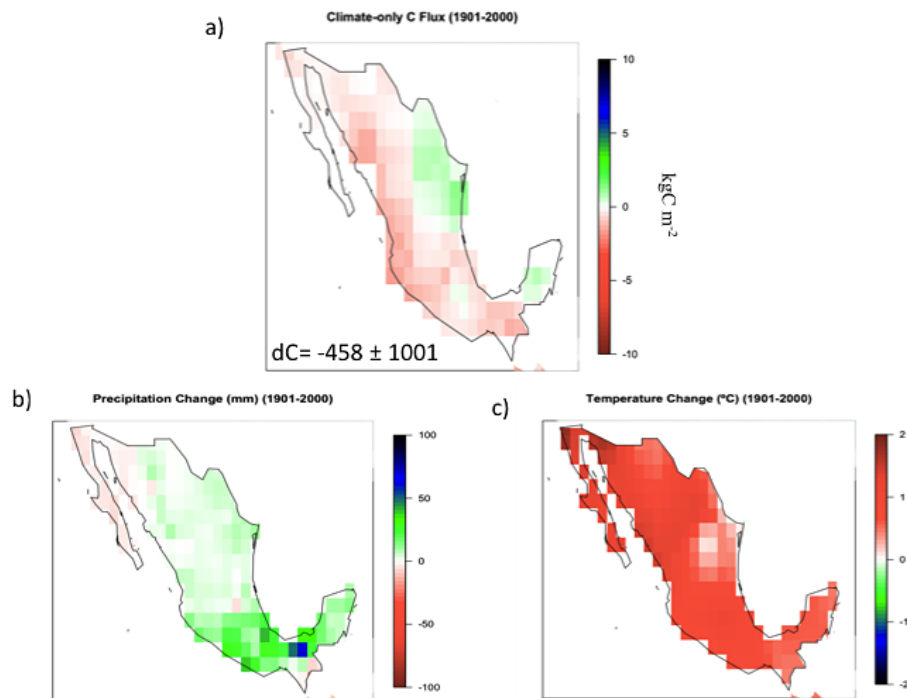 Climate-only C Flux (1901-2000)
a)
10
5
0
-5
-10
kgC m⁻²
dC= -458 ± 1001
b)
Precipitation Change (mm) (1901-2000)
100
50
0
-50
-100
c)
Temperature Change (ºC) (1901-2000)
2
1
0
-1
-2